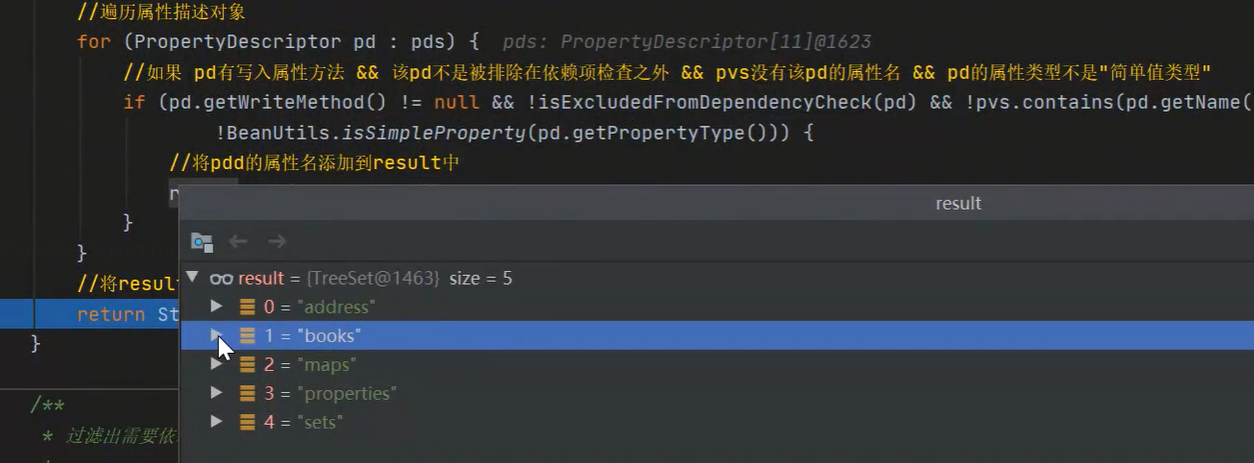 //遍历属性描述对象
for (PropertyDescriptor pd : pds) {  pds: PropertyDescriptor[11]@1623
//如果 pd有写入属性方法 && 该pd不是被排除在依赖项检查之外 && pvs没有该pd的属性名 && pd的属性类型不是"简单值类型"
if (pd.getWriteMethod() != null && !isExcludedFromDependencyCheck(pd) && !pvs.contains(pd.getName(
!BeanUtils.isSimpleProperty(pd.getPropertyType())) {
//将pdd的属性名添加到result中
r
result
}
}
//将resul
result = {TreeSet@1463} size = 5
0 = "address"
return St
1 = "books"
}
2 = "maps"
3 = "properties"
/**
4 = "sets"
* 过滤出需要依